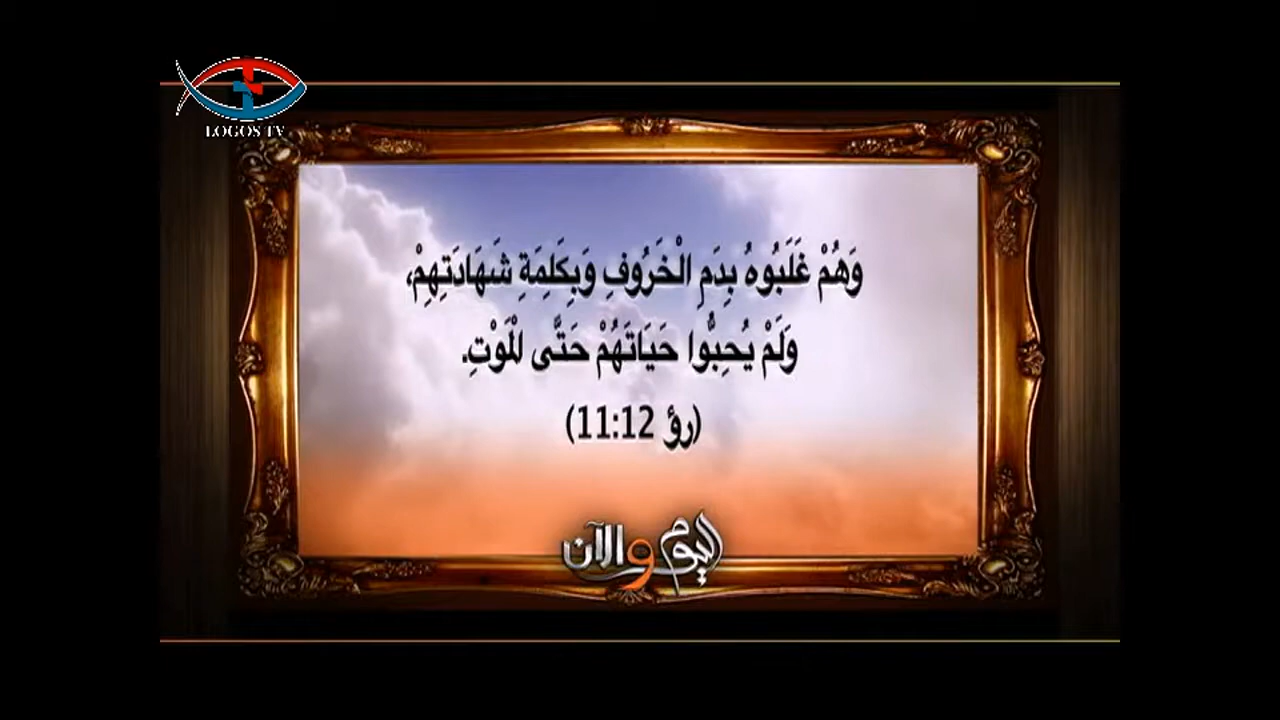 LOGOS TV
وَهُمْ غَلَبُوهُ بِدَمِ الْخَرُوفِ وَبِكَلِمَةِ شَهَادَتِهِمْ،
وَلَمْ يُحِبُّوا حَيَاتَهُمْ حَتَّى الْمَوْتِ.
(رؤ 11:12)
اليوم والآن